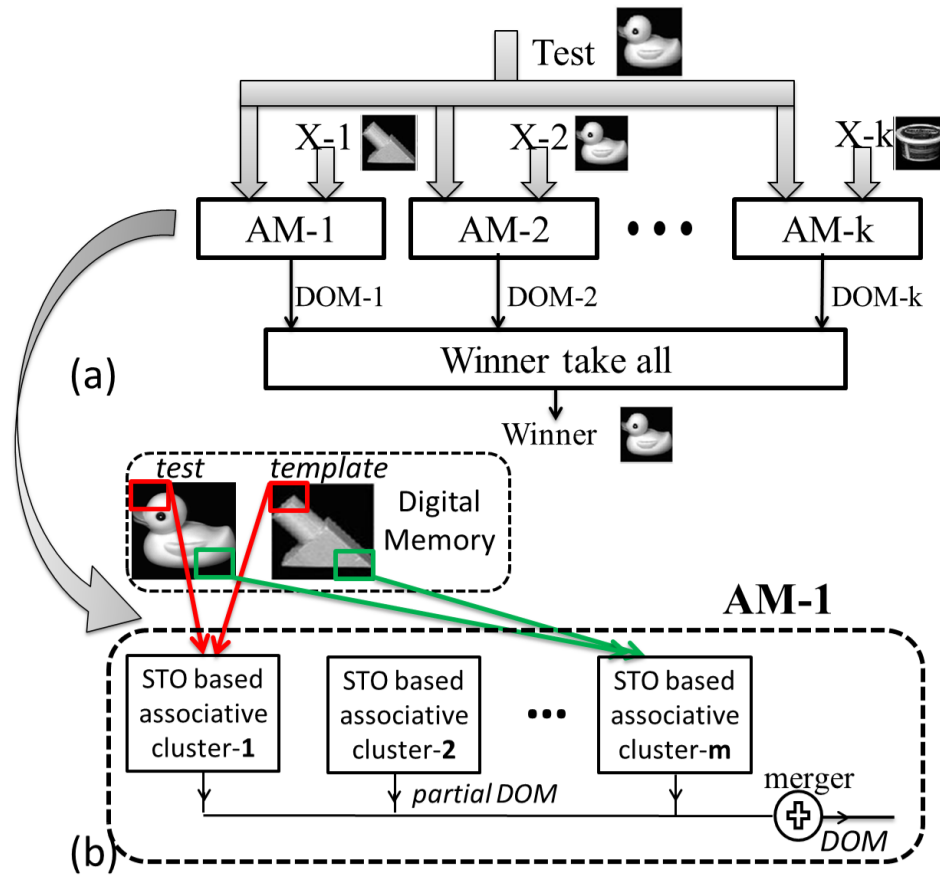 Test
X-1
X-2
X-k
AM-1
AM-2
• • •
AM-k
DOM-1
DOM-2
DOM-k
Winner take all
(a)
Winner
test
template
Digital
Memory
AM-1
STO based
associative
cluster-1
STO based
associative
cluster-2
•••
STO based
associative
cluster-m
partial DOM
merger
DOM
(b)